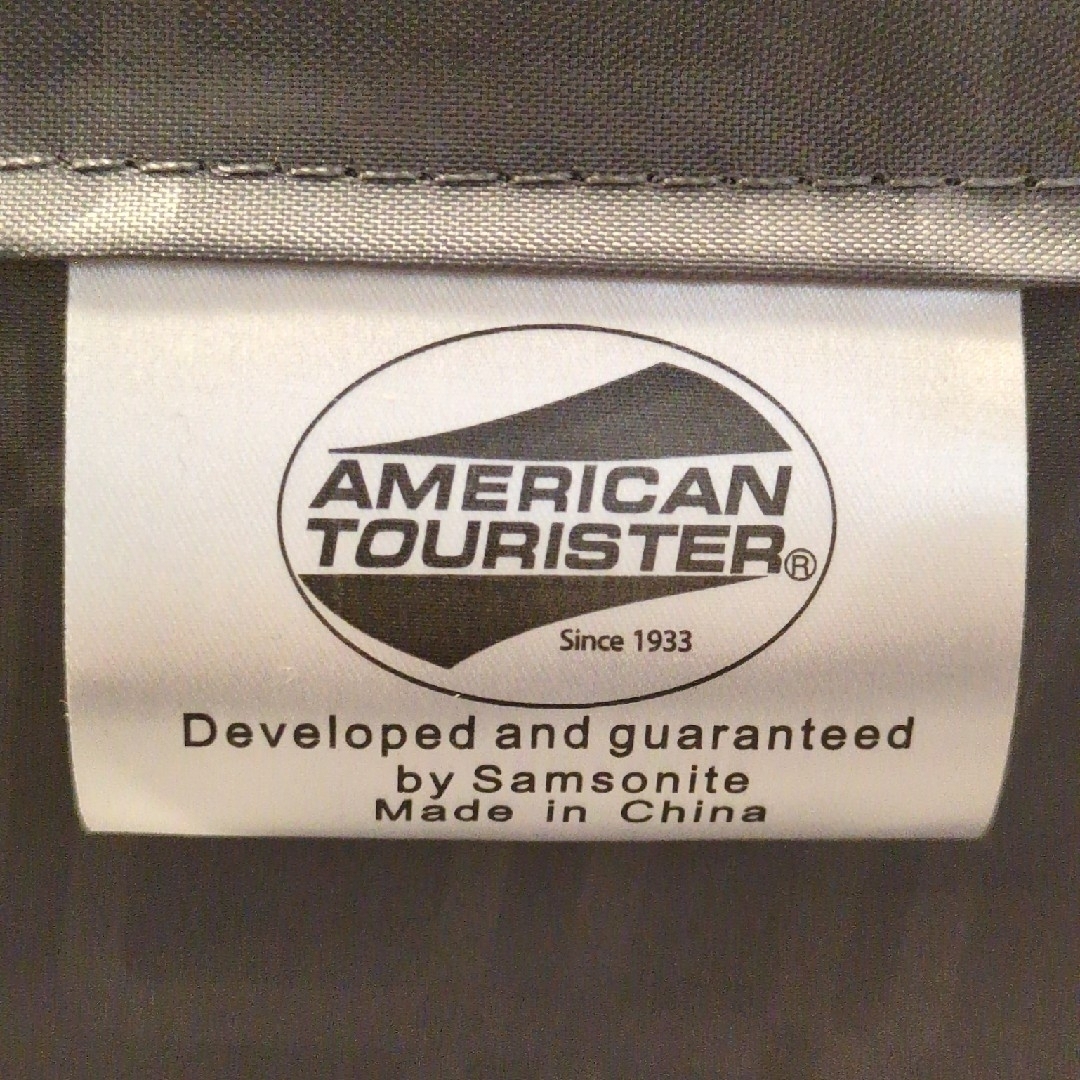 AMERICAN
TOURISTER®
Since 1933
Developed and guaranteed
by Samsonite
Made in China